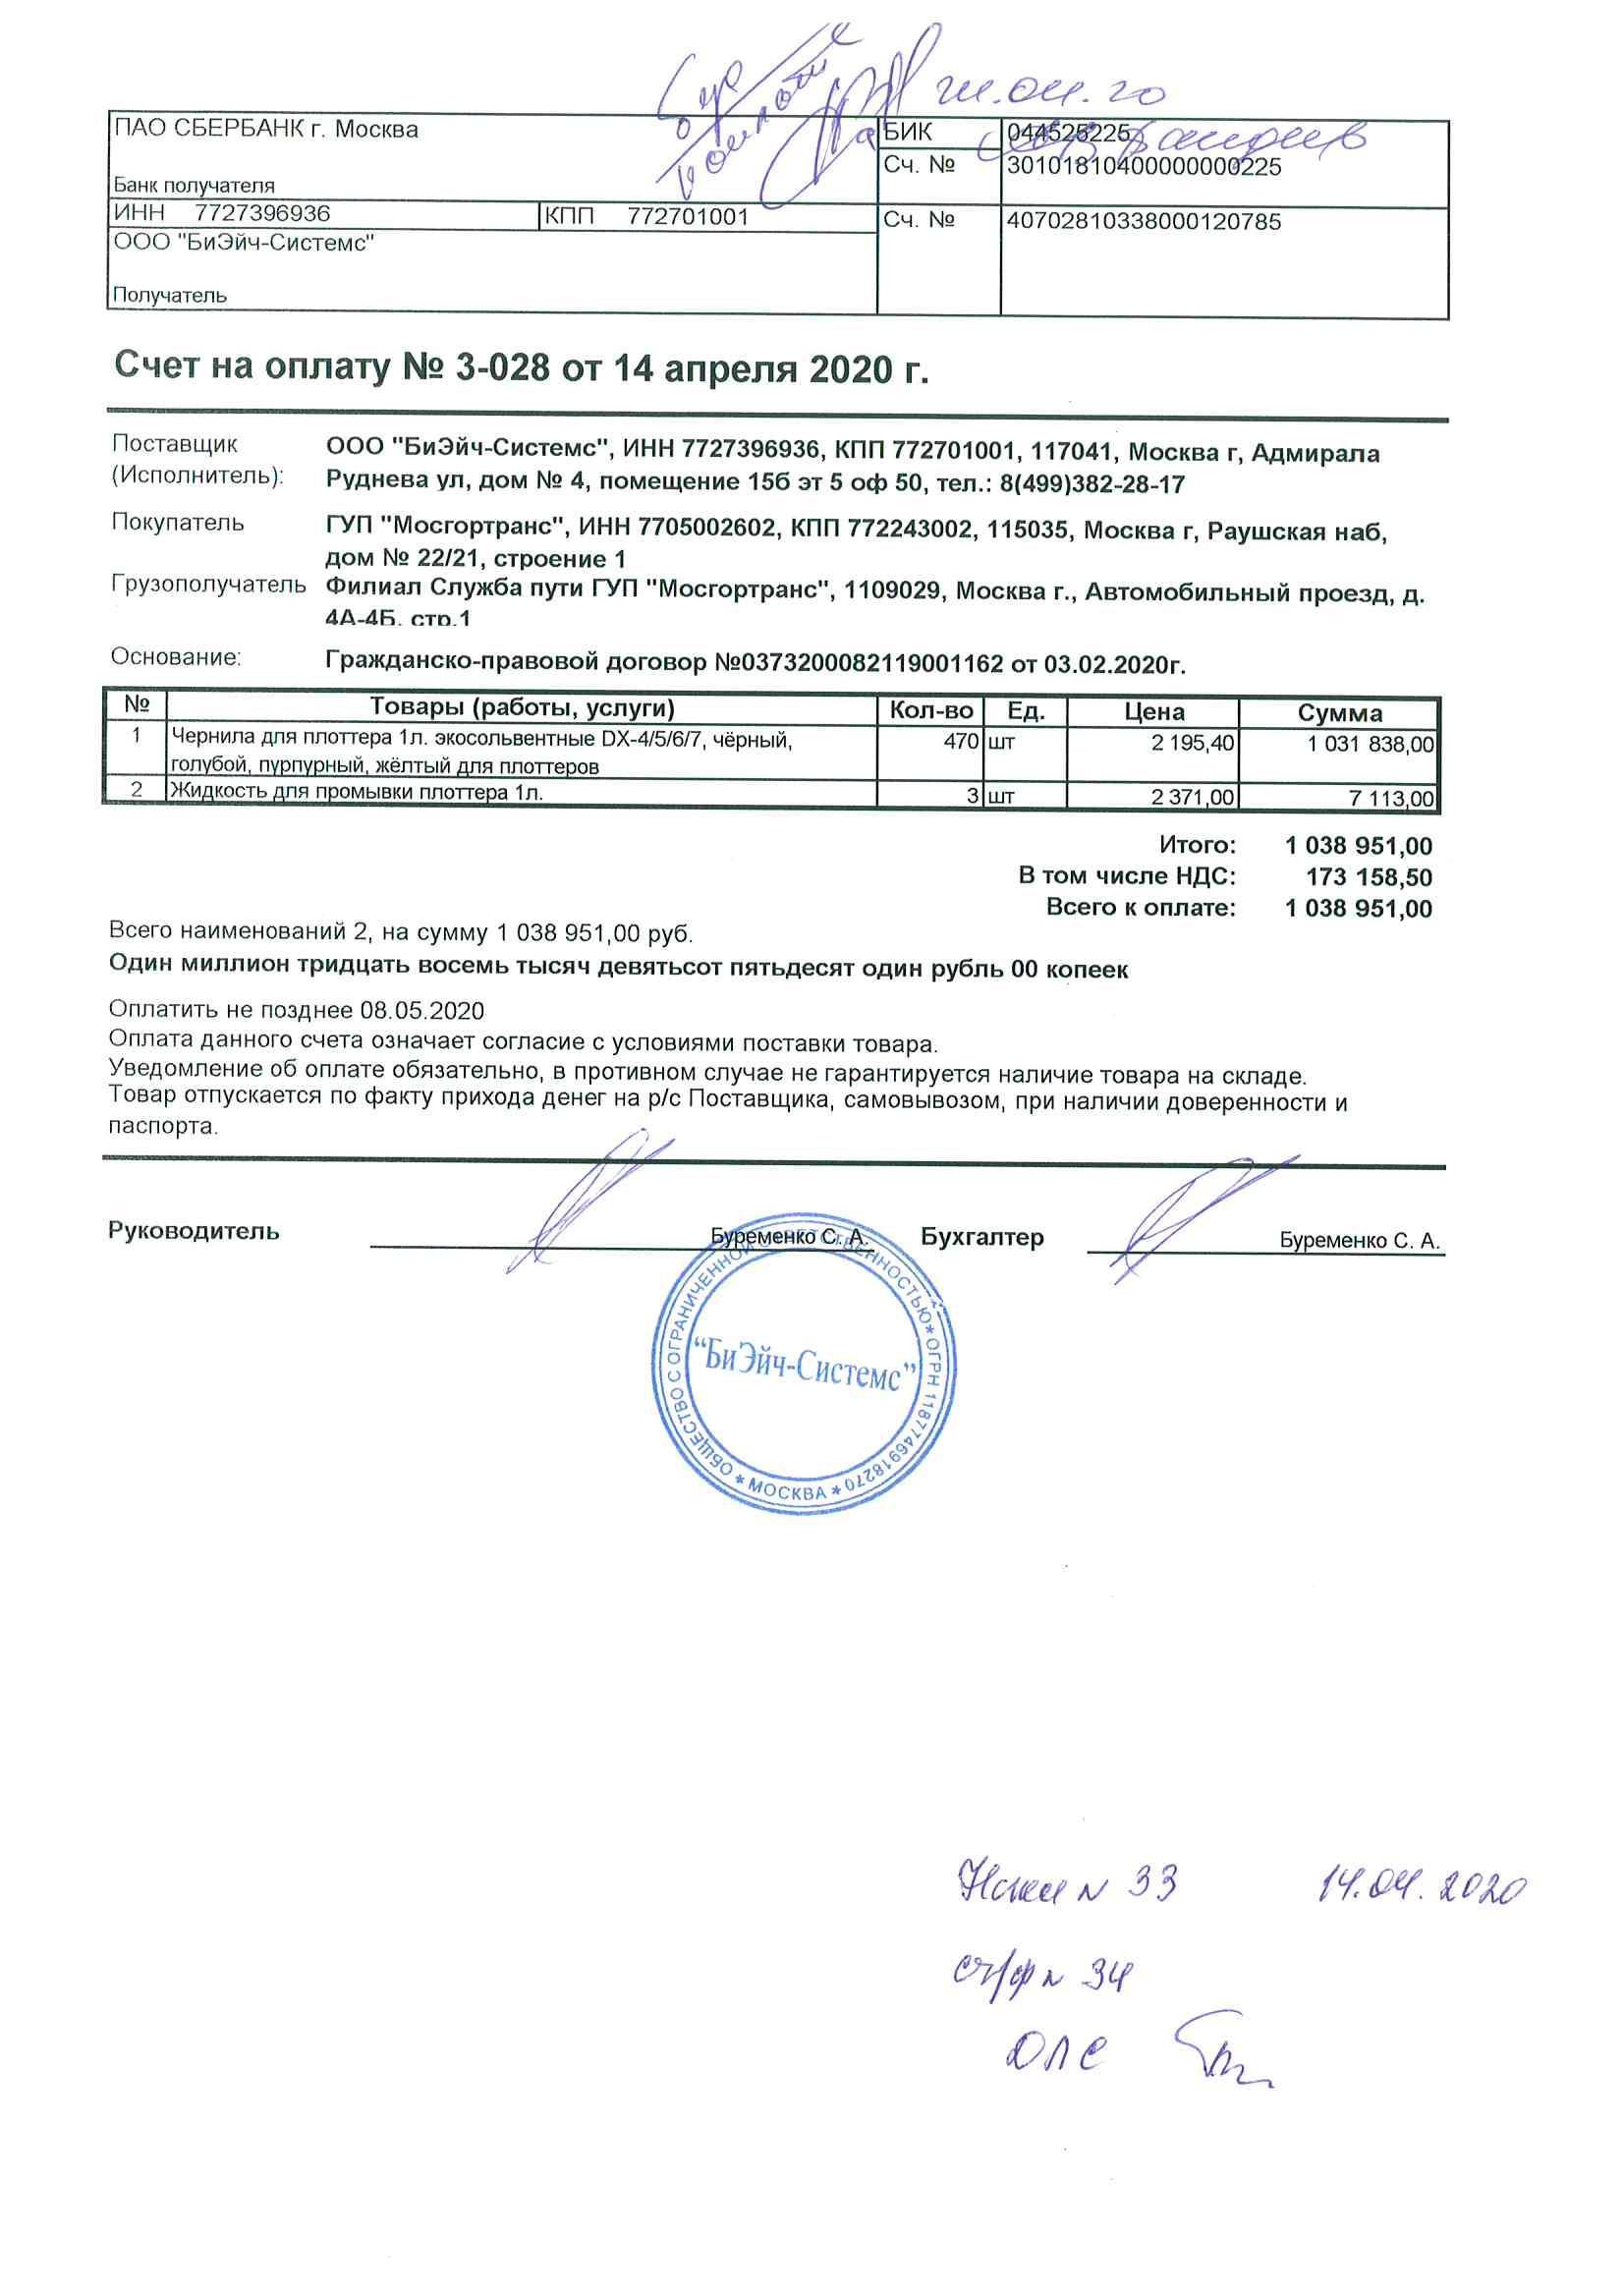 14.04.20
ПАО СБЕРБАНК г. Москва
БИК
044525225
Сч. №
30101810400000000225
Банк получателя
ИНН 7727396936
КПП 772701001
Сч. №
40702810338000120785
ООО "БиЭйч-Системс"
Получатель
Счет на оплату № 3-028 от 14 апреля 2020 г.
Поставщик
(Исполнитель):
ООО "БиЭйч-Системс", ИНН 7727396936, КПП 772701001, 117041, Москва г, Адмирала
Руднева ул, дом № 4, помещение 15б эт 5 оф 50, тел.: 8(499)382-28-17
Покупатель
ГУП "Мосгортранс", ИНН 7705002602, КПП 772243002, 115035, Москва г, Раушская наб,
дом № 22/21, строение 1
Грузополучатель
Филиал Служба пути ГУП "Мосгортранс", 1109029, Москва г., Автомобильный проезд, д.
4А-4Б. стр.1
Основание:
Гражданско-правовой договор №0373200082119001162 от 03.02.2020г.
№ Товары (работы, услуги) Кол-во Ед. Цена Сумма
1 Чернила для плоттера 1л. экосольвентные DX-4/5/6/7, чёрный, 470 шт 2 195,40 1 031 838,00
голубой, пурпурный, жёлтый для плоттеров
2 Жидкость для промывки плоттера 1л. 3 шт 2 371,00 7 113,00
Итого: 1 038 951,00
В том числе НДС: 173 158,50
Всего к оплате: 1 038 951,00
Всего наименований 2, на сумму 1 038 951,00 руб.
Один миллион тридцать восемь тысяч девятьсот пятьдесят один рубль 00 копеек
Оплатить не позднее 08.05.2020
Оплата данного счета означает согласие с условиями поставки товара.
Уведомление об оплате обязательно, в противном случае не гарантируется наличие товара на складе.
Товар отпускается по факту прихода денег на р/с Поставщика, самовывозом, при наличии доверенности и
паспорта.
Руководитель Буременко С. А. Бухгалтер Буременко С. А.
ОБЩЕСТВО С ОГРАНИЧЕННОЙ ОТВЕТСТВЕННОСТЬЮ * ОГРН 1187746918270 * МОСКВА *
“БиЭйч-Системс”
№ 33 14.04.2020
сч/ф № 34
ОЛС